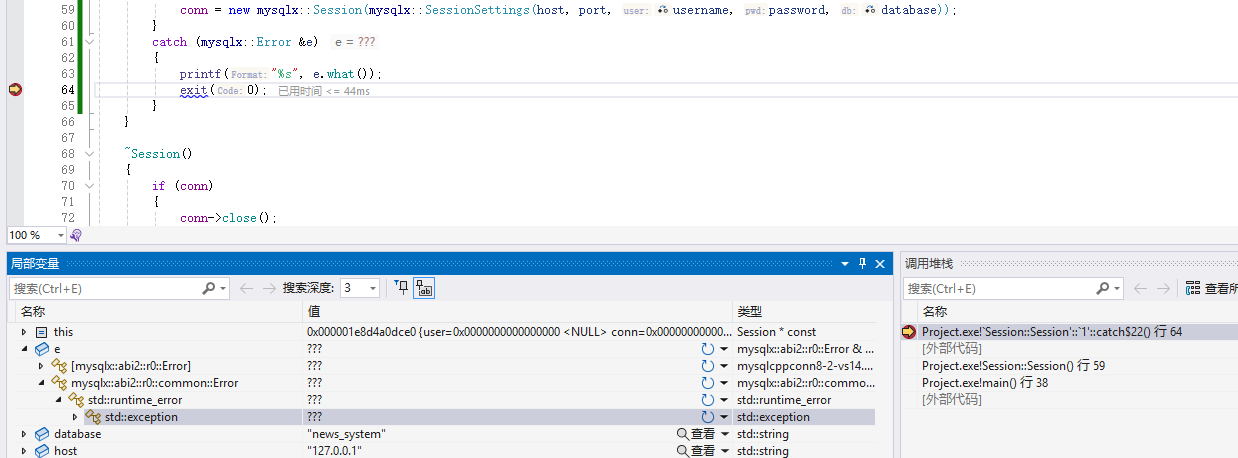 59 conn = new mysqlx::Session(mysqlx::SessionSettings(host, port, user: username, pwd: password, db: database));
60 }
61 catch (mysqlx::Error &e) e = ???
62 {
63 printf(Format: "%s", e.what());
64 exit(Code: 0); 已用时间 <= 44ms
65 }
66 }
67
68 ~Session()
69 {
70 if (conn)
71 {
72 conn->close();
100 %
局部变量
搜索(Ctrl+E) 搜索深度: 3
名称 值 类型
this 0x000001e8d4a0dce0 {user=0x0000000000000000 <NULL> conn=0x00000000000... Session * const
e ??? mysqlx::abi2::r0::Error & ...
[mysqlx::abi2::r0::Error] ??? mysqlcppconn8-2-vs14....
mysqlx::abi2::r0::common::Error ??? mysqlx::abi2::r0::commo...
std::runtime_error ??? std::runtime_error
std::exception ??? std::exception
database "news_system" 查看 std::string
host "127.0.0.1" 查看 std::string
调用堆栈
搜索(Ctrl+E) 查看所
名称
Project.exe!`Session::Session'::`1'::catch$22() 行 64
[外部代码]
Project.exe!Session::Session() 行 59
Project.exe!main() 行 38
[外部代码]